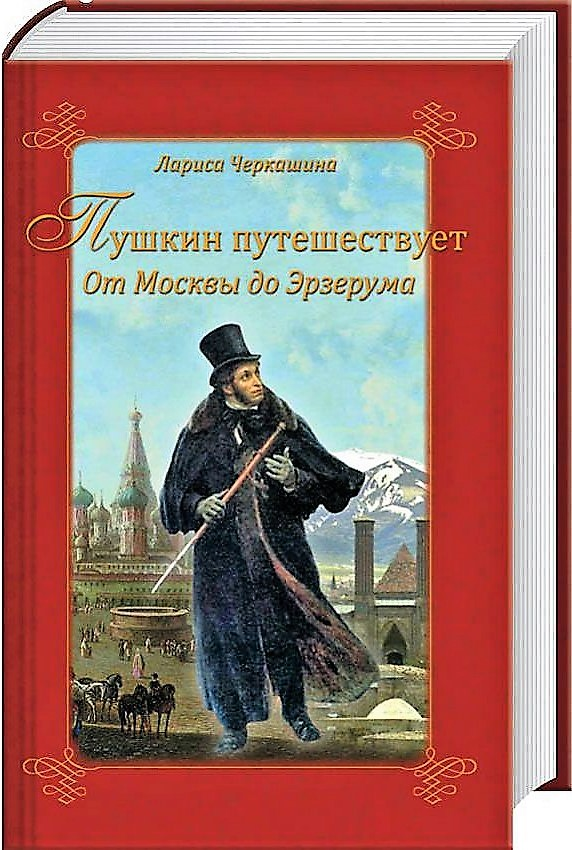 Лариса Черкашина
Пушкин путешествует
От Москвы до Эрзерума